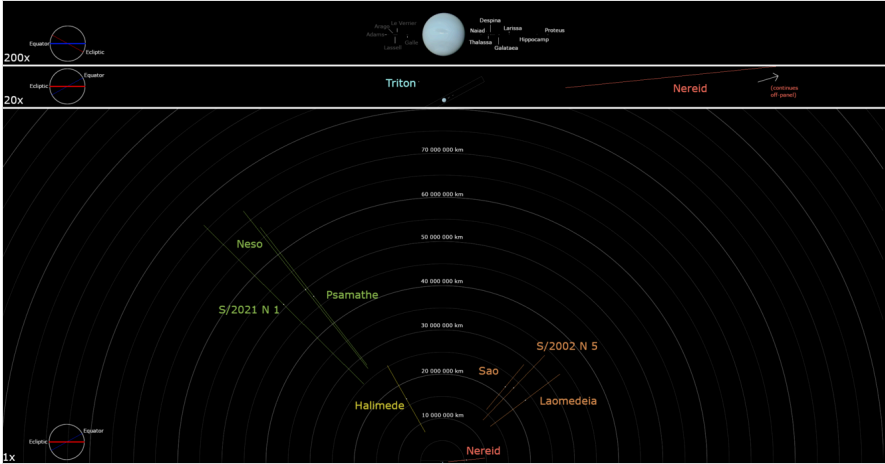 Equator
Ecliptic
200x
Arago
Le Verrier
Adams
Lassell
Galle
Despina
Naiad
Larissa
Proteus
Thalassa
Hippocamp
Galataea
Equator
Ecliptic
20x
Triton
Nereid
(continues
off-panel)
70 000 000 km
60 000 000 km
50 000 000 km
40 000 000 km
30 000 000 km
20 000 000 km
10 000 000 km
Neso
Psamathe
S/2021 N 1
S/2002 N 5
Sao
Halimede
Laomedeia
Nereid
Equator
Ecliptic
1x